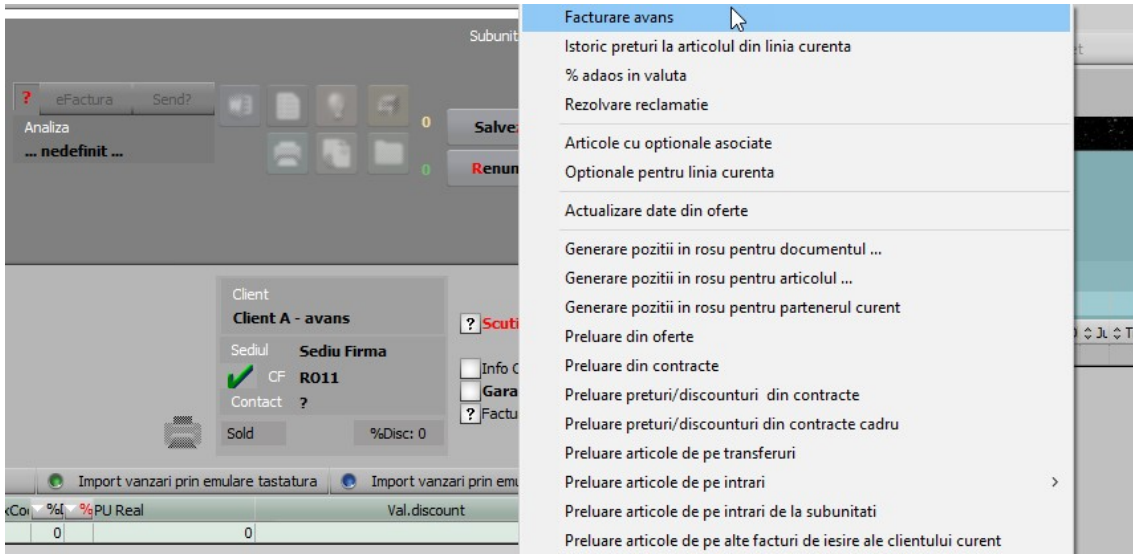 Subunit
? eFactura Send?
Analiza
... nedefinit ...
0
0
Salvez
Renun
Client
Client A - avans
Sediul Sediu Firma
CF RO11
Contact ?
Sold %Disc: 0
? Scuti
Info C
Gara
? Factu
Import vanzari prin emulare tastatura Import vanzari prin emu
%D % PU Real Val.discount
0 0
Facturare avans
Istoric preturi la articolul din linia curenta
% adaos in valuta
Rezolvare reclamatie
Articole cu optionale asociate
Optionale pentru linia curenta
Actualizare date din oferte
Generare pozitii in rosu pentru documentul ...
Generare pozitii in rosu pentru articolul ...
Generare pozitii in rosu pentru partenerul curent
Preluare din oferte
Preluare din contracte
Preluare preturi/discounturi din contracte
Preluare preturi/discounturi din contracte cadru
Preluare articole de pe transferuri
Preluare articole de pe intrari
Preluare articole de pe intrari de la subunitati
Preluare articole de pe alte facturi de iesire ale clientului curent